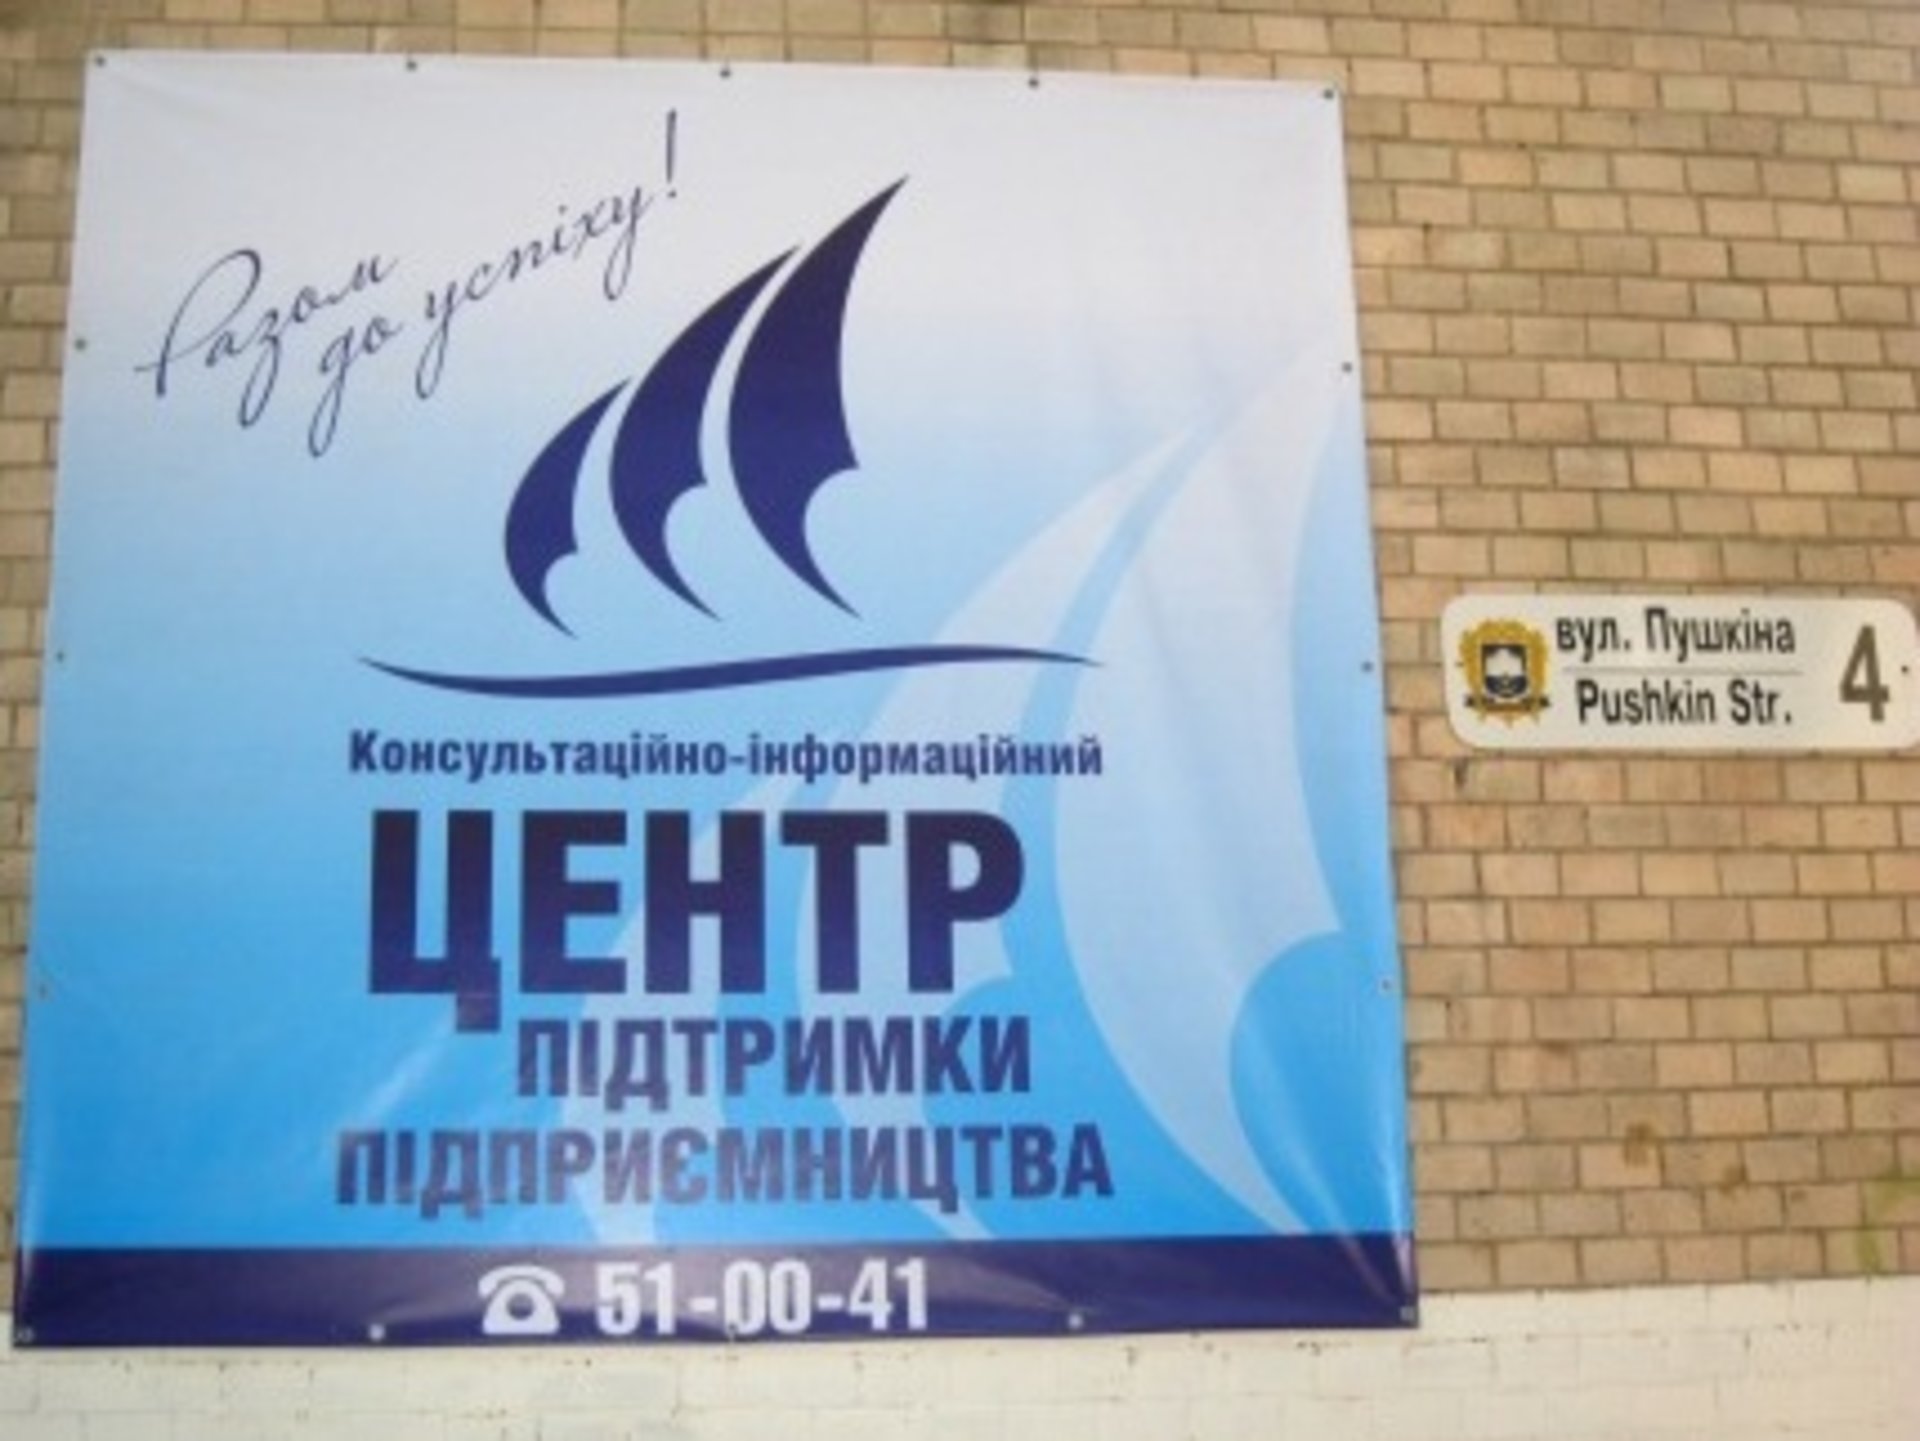 Разом
до успіху!
Консультаційно-інформаційний
ЦЕНТР
ПІДТРИМКИ
ПІДПРИЄМНИЦТВА
51-00-41
вул. Пушкіна
Pushkin Str.
4